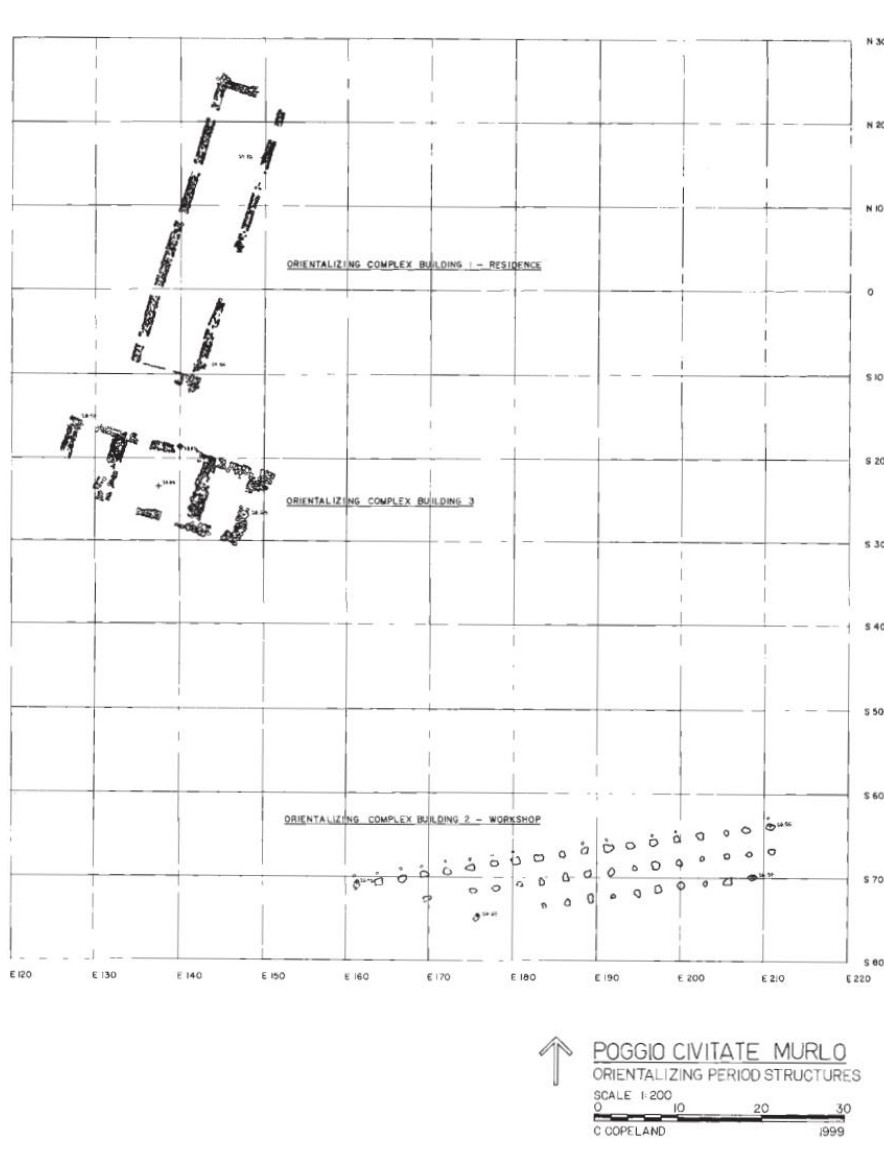 N 30
N 20
N 10
ORIENTALIZING COMPLEX BUILDING 1 – RESIDENCE
0
S 10
S 20
ORIENTALIZING COMPLEX BUILDING 3
S 30
S 40
S 50
S 60
ORIENTALIZING COMPLEX BUILDING 2 – WORKSHOP
S 70
S 80
E 120 E 130 E 140 E 150 E 160 E 170 E 180 E 190 E 200 E 210 E 220
POGGIO CIVITATE MURLO
ORIENTALIZING PERIOD STRUCTURES
SCALE 1:200
0 10 20 30
C COPELAND 1999